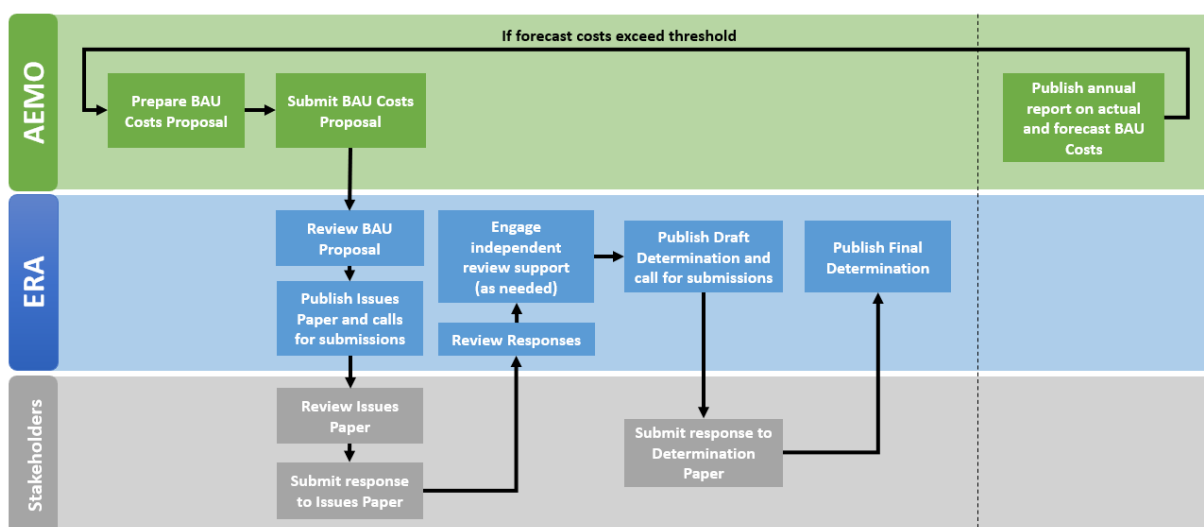 If forecast costs exceed threshold
AEMO
Prepare BAU
Costs Proposal
Submit BAU Costs
Proposal
Publish annual
report on actual
and forecast BAU
Costs
ERA
Review BAU
Proposal
Publish Issues
Paper and calls
for submissions
Engage
independent
review support
(as needed)
Review Responses
Publish Draft
Determination and
call for submissions
Publish Final
Determination
Stakeholders
Review Issues
Paper
Submit response
to Issues Paper
Submit response to
Determination
Paper